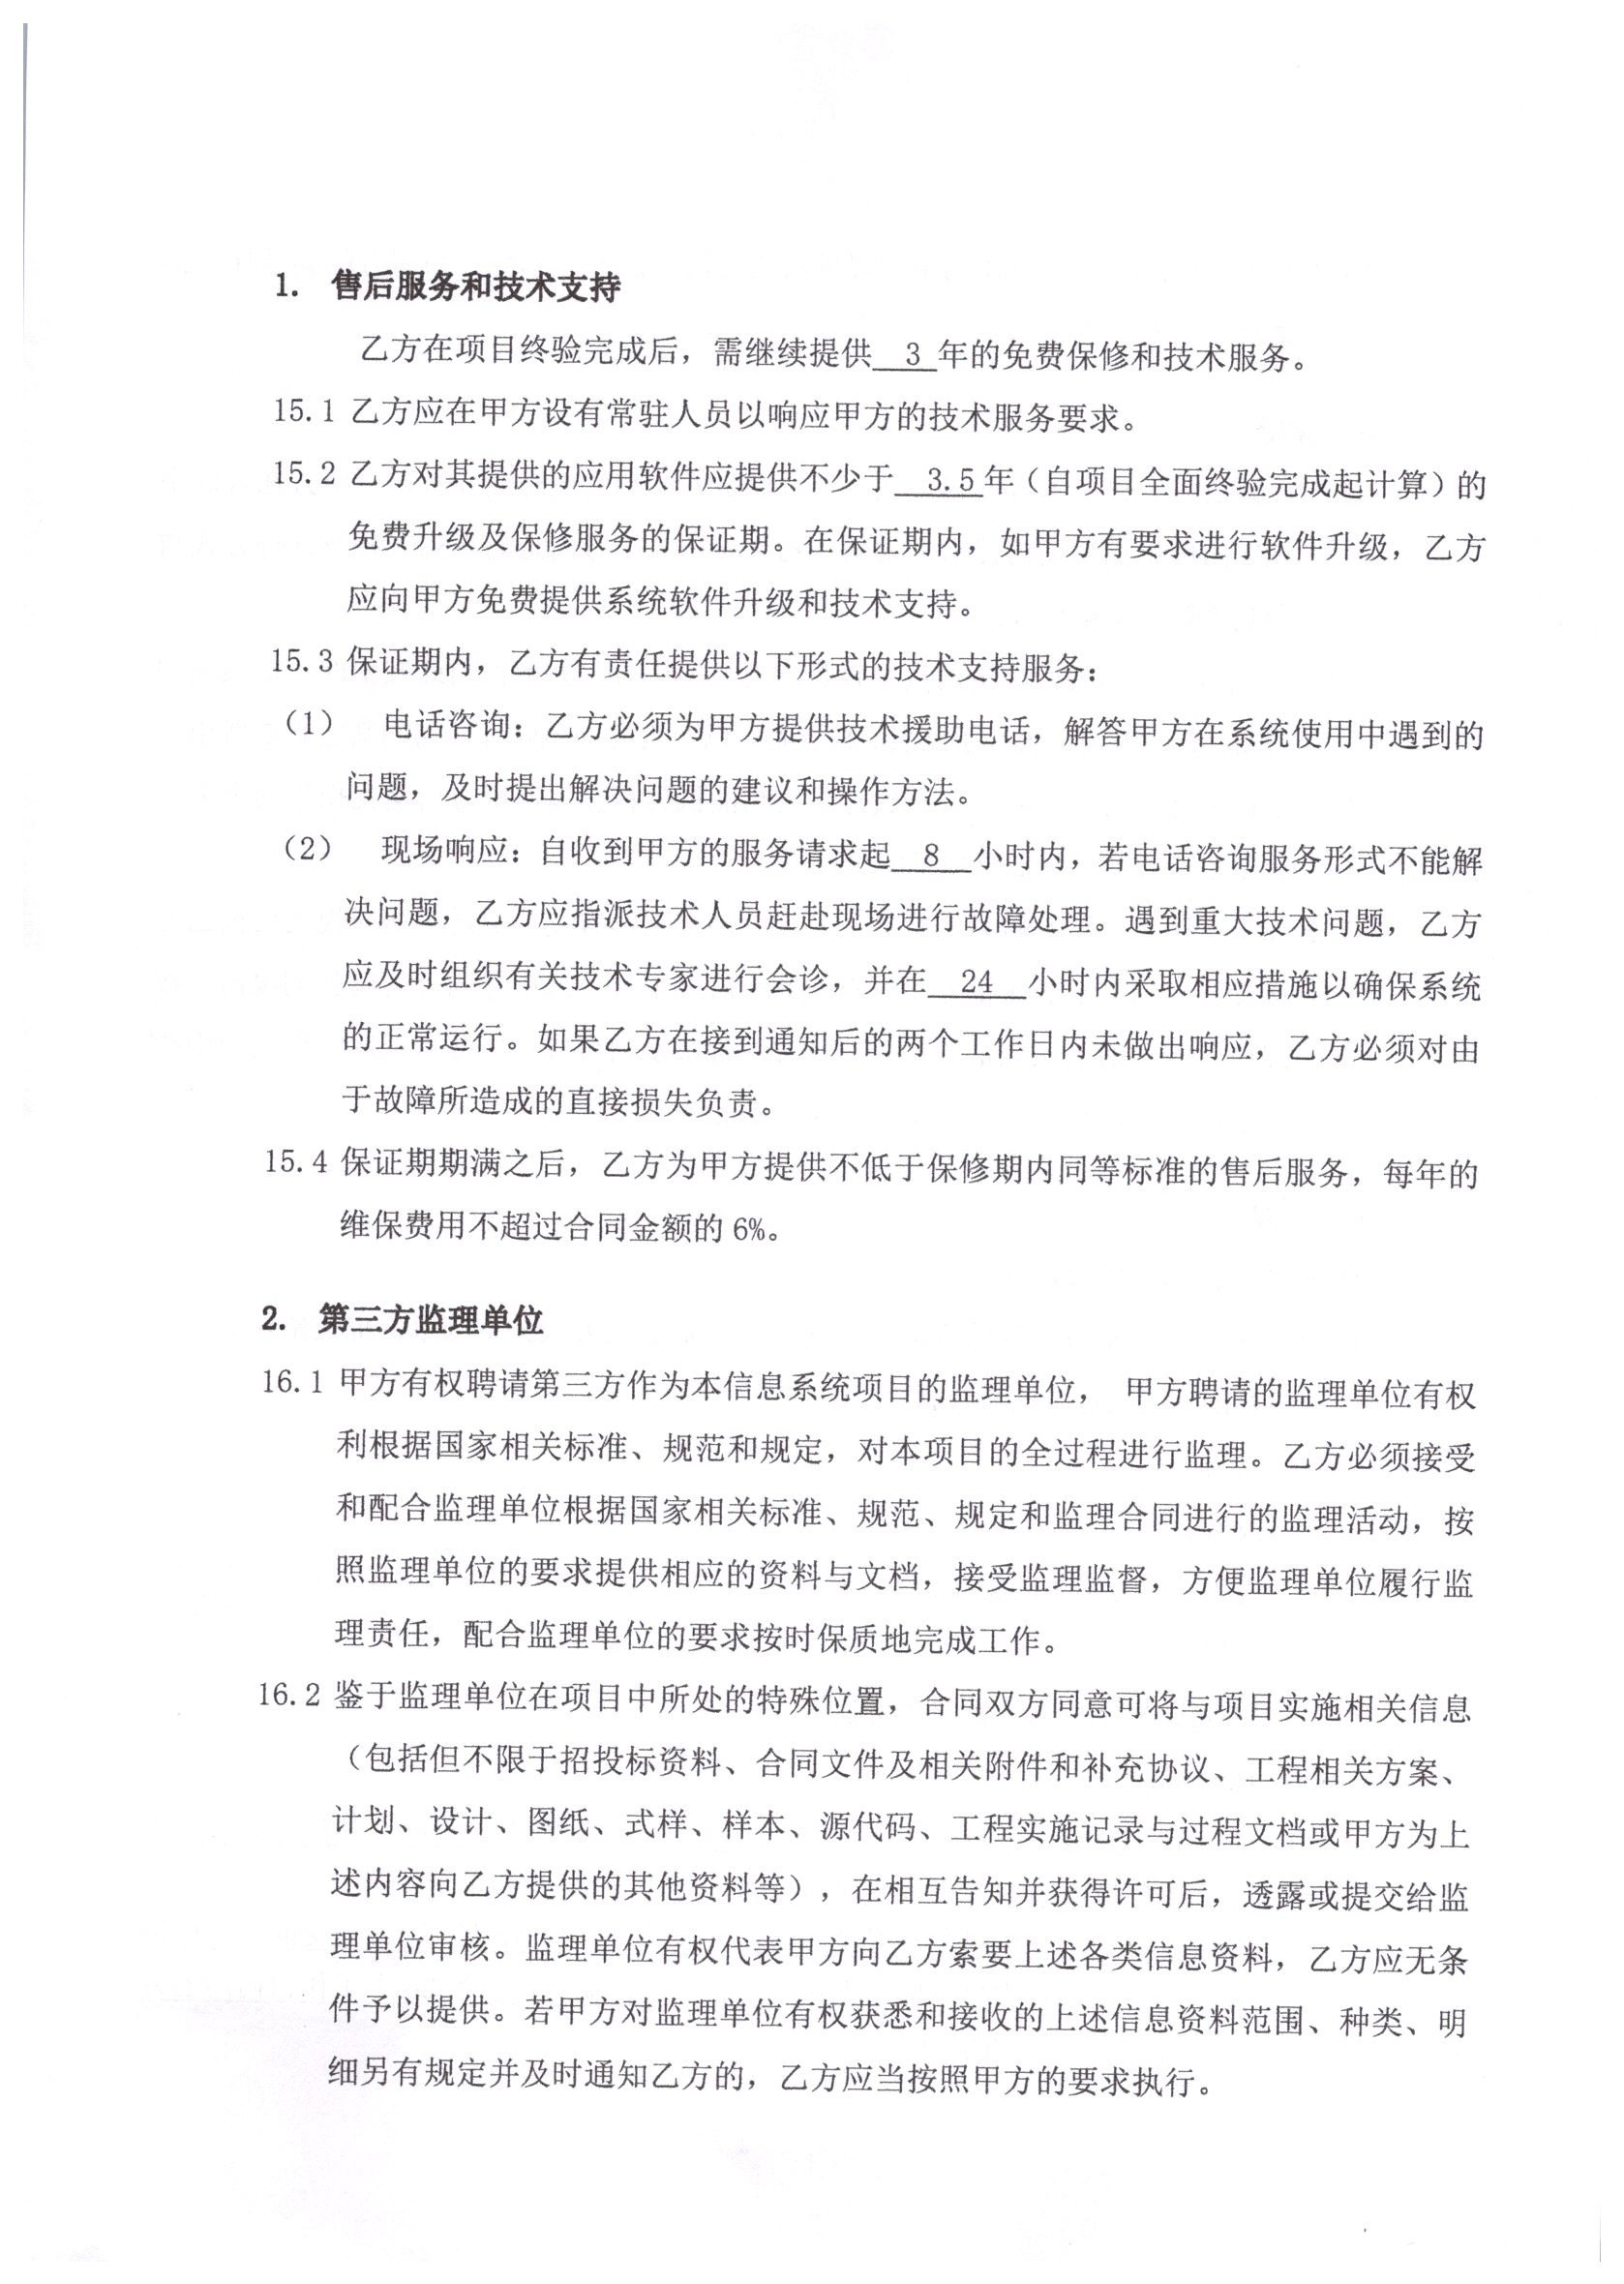 1. 售后服务和技术支持
乙方在项目终验完成后，需继续提供 3 年的免费保修和技术服务。
15.1 乙方应在甲方设有常驻人员以响应甲方的技术服务要求。
15.2 乙方对其提供的应用软件应提供不少于 3.5 年（自项目全面终验完成起计算）的
免费升级及保修服务的保证期。在保证期内，如甲方有要求进行软件升级，乙方
应向甲方免费提供系统软件升级和技术支持。
15.3 保证期内，乙方有责任提供以下形式的技术支持服务：
（1） 电话咨询：乙方必须为甲方提供技术援助电话，解答甲方在系统使用中遇到的
问题，及时提出解决问题的建议和操作方法。
（2） 现场响应：自收到甲方的服务请求起 8 小时内，若电话咨询服务形式不能解
决问题，乙方应指派技术人员赶赴现场进行故障处理。遇到重大技术问题，乙方
应及时组织有关技术专家进行会诊，并在 24 小时内采取相应措施以确保系统
的正常运行。如果乙方在接到通知后的两个工作日内未做出响应，乙方必须对由
于故障所造成的直接损失负责。
15.4 保证期期满之后，乙方为甲方提供不低于保修期内同等标准的售后服务，每年的
维保费用不超过合同金额的 6%。
2. 第三方监理单位
16.1 甲方有权聘请第三方作为本信息系统项目的监理单位， 甲方聘请的监理单位有权
利根据国家相关标准、规范和规定，对本项目的全过程进行监理。乙方必须接受
和配合监理单位根据国家相关标准、规范、规定和监理合同进行的监理活动，按
照监理单位的要求提供相应的资料与文档，接受监理监督，方便监理单位履行监
理责任，配合监理单位的要求按时保质地完成工作。
16.2 鉴于监理单位在项目中所处的特殊位置，合同双方同意可将与项目实施相关信息
（包括但不限于招投标资料、合同文件及相关附件和补充协议、工程相关方案、
计划、设计、图纸、式样、样本、源代码、工程实施记录与过程文档或甲方为上
述内容向乙方提供的其他资料等），在相互告知并获得许可后，透露或提交给监
理单位审核。监理单位有权代表甲方向乙方索要上述各类信息资料，乙方应无条
件予以提供。若甲方对监理单位有权获悉和接收的上述信息资料范围、种类、明
细另有规定并及时通知乙方的，乙方应当按照甲方的要求执行。